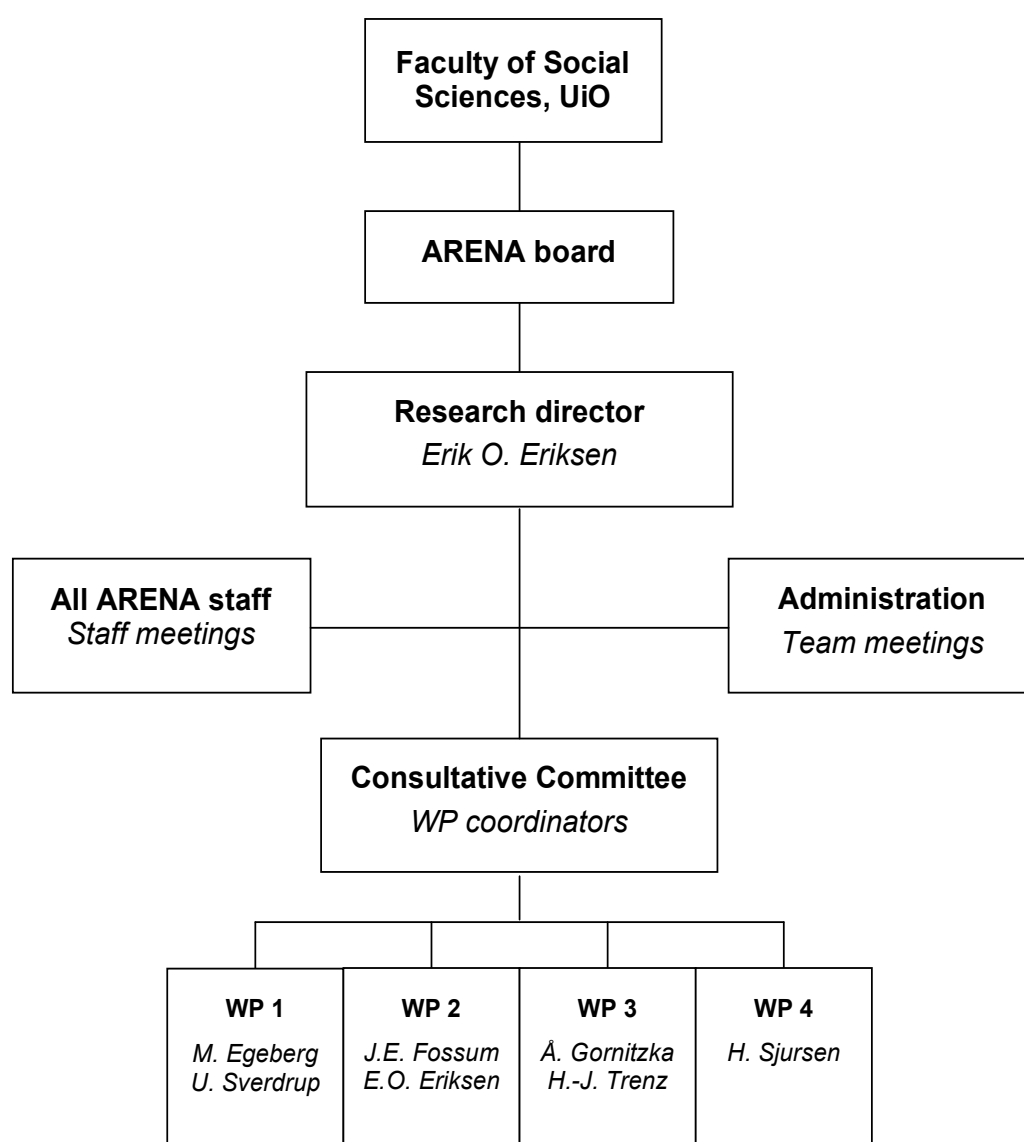 Faculty of Social
Sciences, UiO
ARENA board
Research director
Erik O. Eriksen
All ARENA staff
Staff meetings
Administration
Team meetings
Consultative Committee
WP coordinators
WP 1
M. Egeberg
U. Sverdrup
WP 2
J.E. Fossum
E.O. Eriksen
WP 3
Å. Gornitzka
H.-J. Trenz
WP 4
H. Sjursen